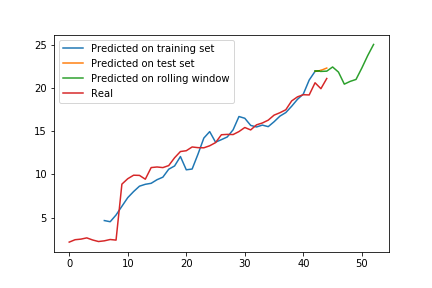 25
20
15
10
5
0
10
20
30
40
50
Predicted on training set
Predicted on test set
Predicted on rolling window
Real